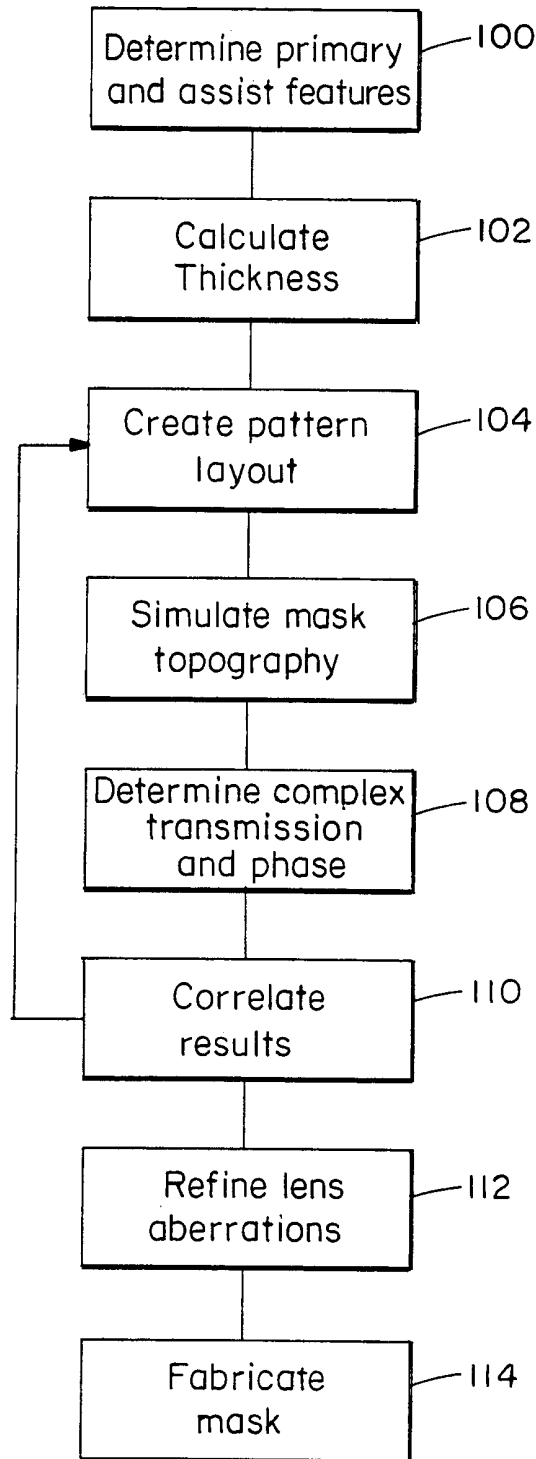 Determine primary
and assist features
100
Calculate
Thickness
102
Create pattern
layout
104
Simulate mask
topography
106
Determine complex
transmission
and phase
108
Correlate
results
110
Refine lens
aberrations
112
Fabricate
mask
114